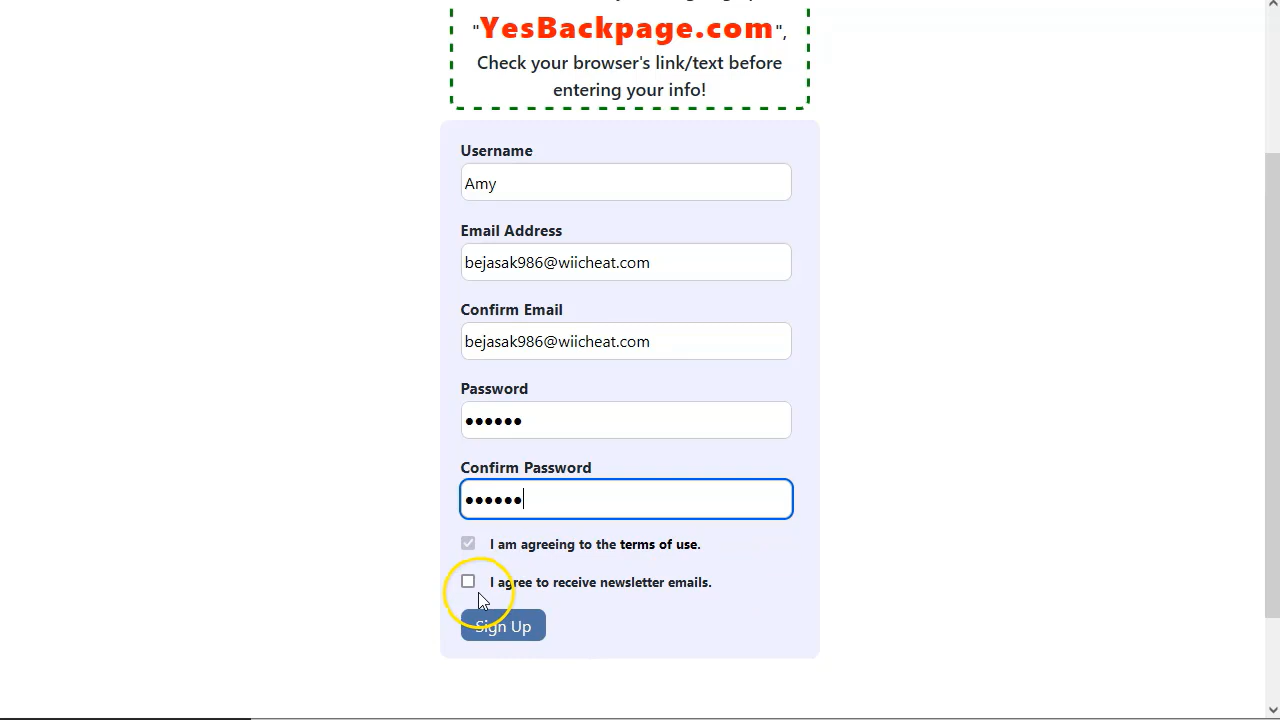 "YesBackpage.com",
Check your browser's link/text before
entering your info!
Username
Amy
Email Address
bejasak986@wiicheat.com
Confirm Email
bejasak986@wiicheat.com
Password
••••••
Confirm Password
••••••
I am agreeing to the terms of use.
I agree to receive newsletter emails.
Sign Up